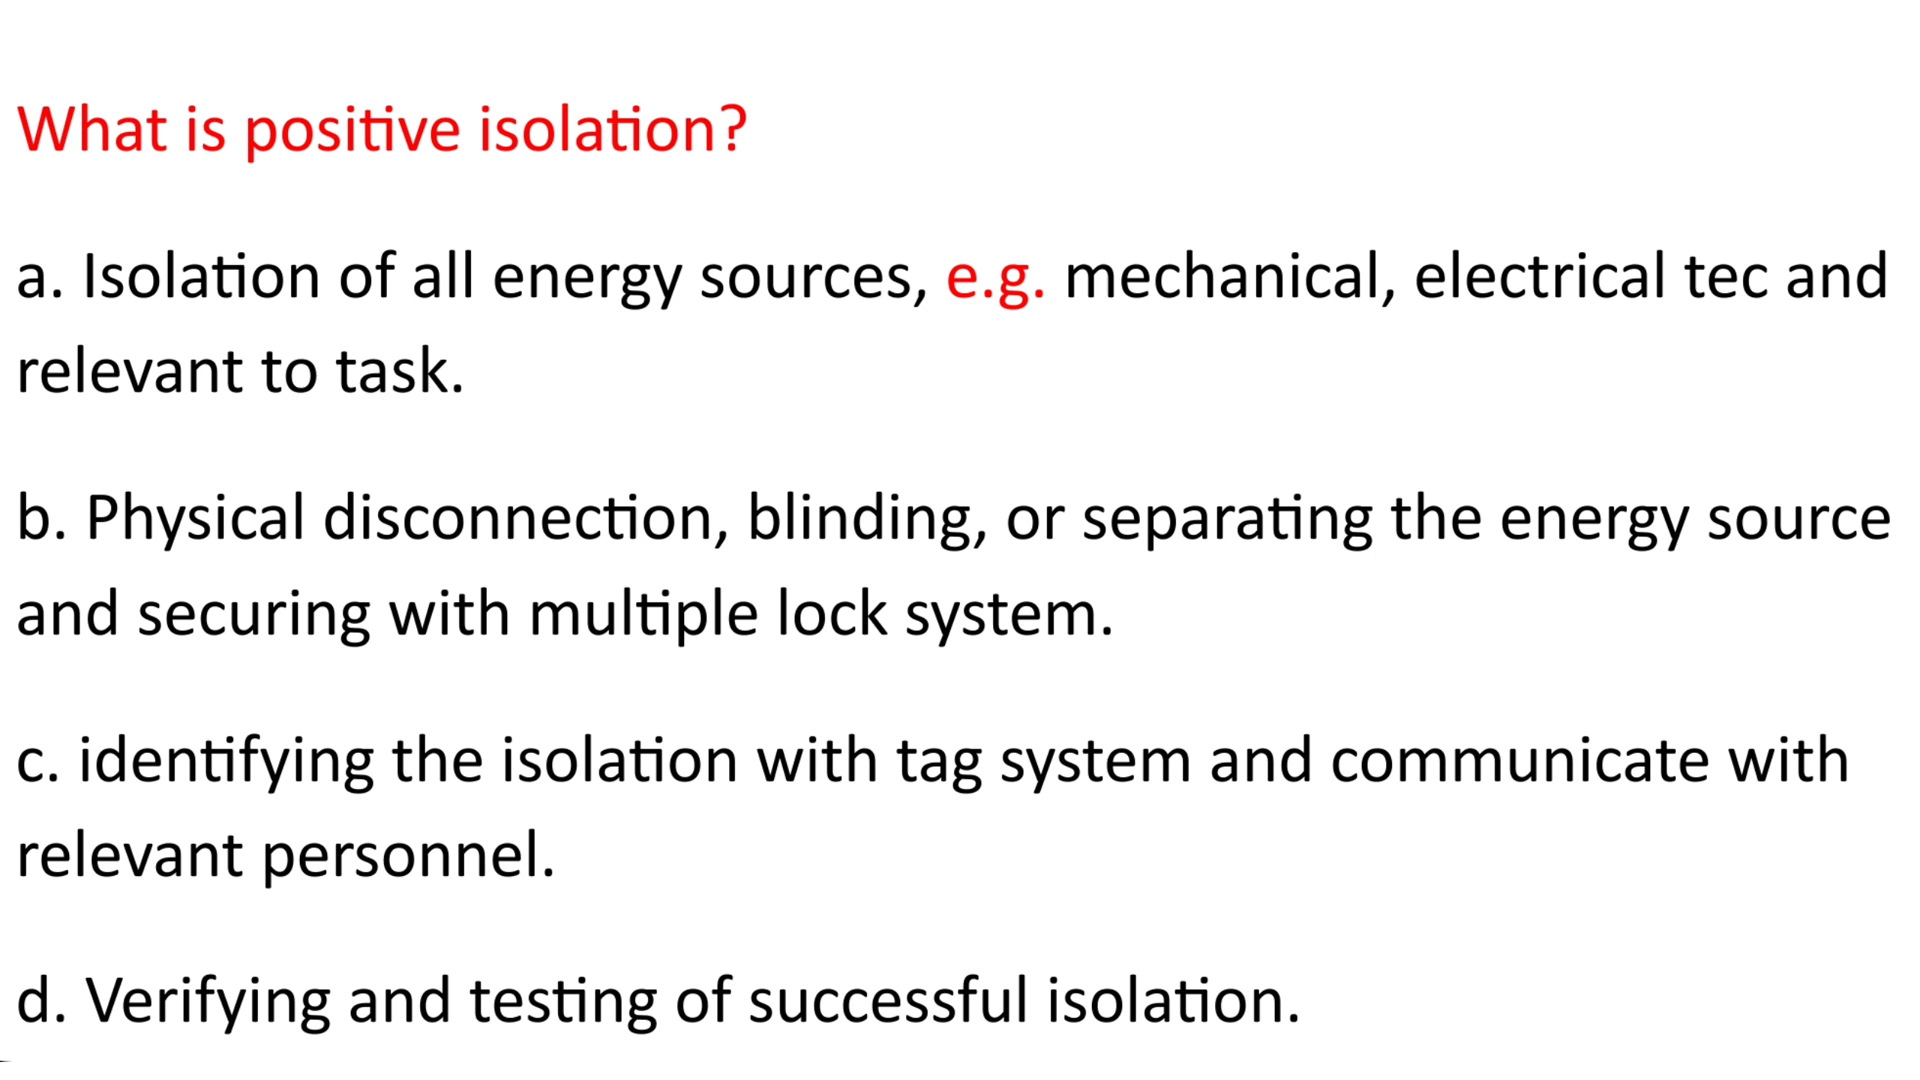 What is positive isolation?
a. Isolation of all energy sources, e.g. mechanical, electrical tec and
relevant to task.
b. Physical disconnection, blinding, or separating the energy source
and securing with multiple lock system.
c. identifying the isolation with tag system and communicate with
relevant personnel.
d. Verifying and testing of successful isolation.